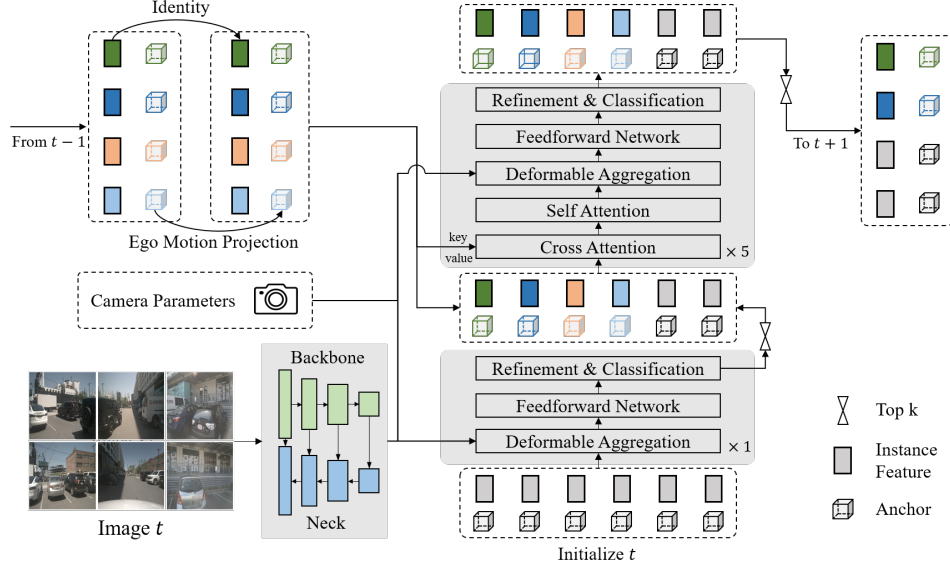 Identity
From t − 1
Ego Motion Projection
Camera Parameters
Backbone
Neck
Image t
Refinement & Classification
Feedforward Network
Deformable Aggregation
Self Attention
key
value
Cross Attention
× 5
Refinement & Classification
Feedforward Network
Deformable Aggregation
× 1
Initialize t
To t + 1
Top k
Instance
Feature
Anchor